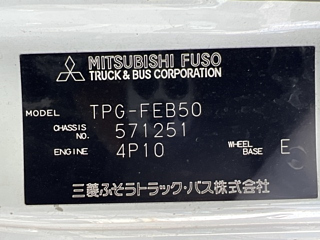 MITSUBISHI FUSO
TRUCK & BUS CORPORATION
MODEL TPG-FEB50
CHASSIS NO. 571251
ENGINE 4P10 WHEEL BASE E
三菱ふそうトラック・バス株式会社